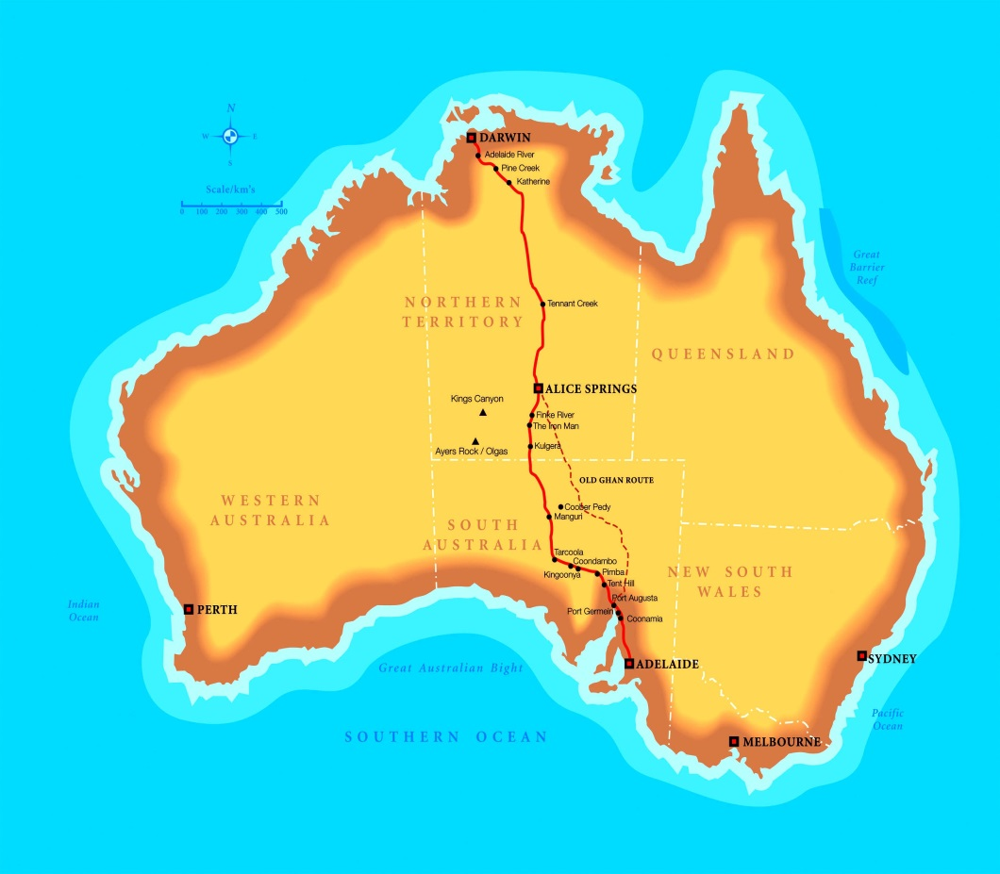 N
W
E
S
Scale/km's
0 100 200 300 400 500
DARWIN
Adelaide River
Pine Creek
Katherine
Great
Barrier
Reef
NORTHERN
TERRITORY
Tennant Creek
QUEENSLAND
ALICE SPRINGS
Kings Canyon
Finke River
The Iron Man
Kulgera
Ayers Rock / Olgas
OLD GHAN ROUTE
WESTERN
AUSTRALIA
Coober Pedy
Manguri
SOUTH
AUSTRALIA
Tarcoola
Coondambo
Kingoonya
Pimba
Tent Hill
NEW SOUTH
WALES
Port Augusta
Port Germein
Coonamia
Indian
Ocean
PERTH
ADELAIDE
SYDNEY
Great Australian Bight
Pacific
Ocean
SOUTHERN OCEAN
MELBOURNE